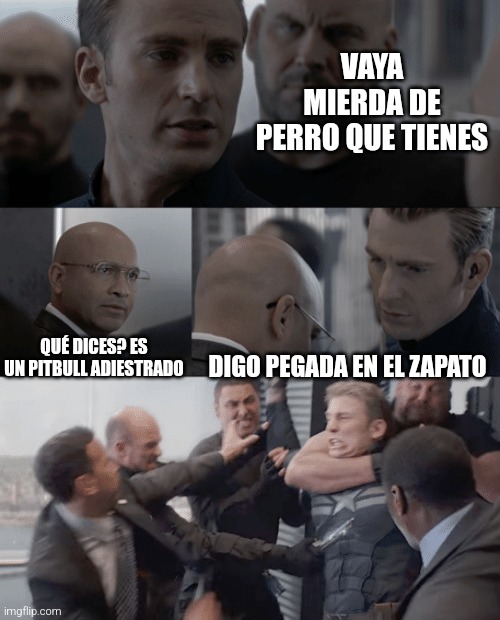 VAYA
MIERDA DE
PERRO QUE TIENES
QUÉ DICES? ES
UN PITBULL ADIESTRADO
DIGO PEGADA EN EL ZAPATO
imgflip.com